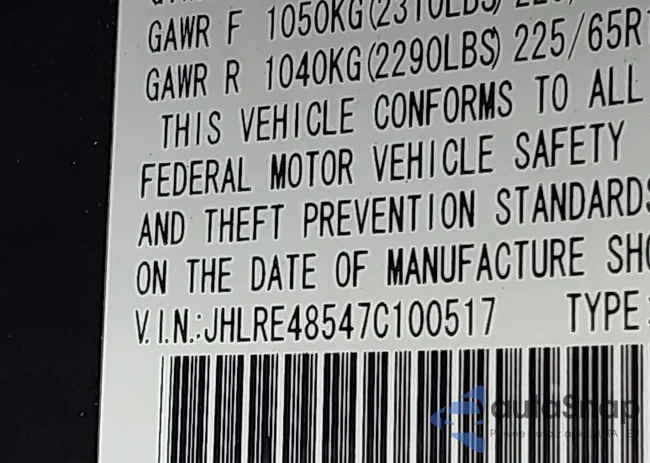 GAWR F 1050KG(2310LBS)
GAWR R 1040KG(2290LBS) 225/65R
THIS VEHICLE CONFORMS TO ALL
FEDERAL MOTOR VEHICLE SAFETY
AND THEFT PREVENTION STANDARDS
ON THE DATE OF MANUFACTURE SHO
V.I.N.:JHLRE48547C100517 TYPE:
autoSnap